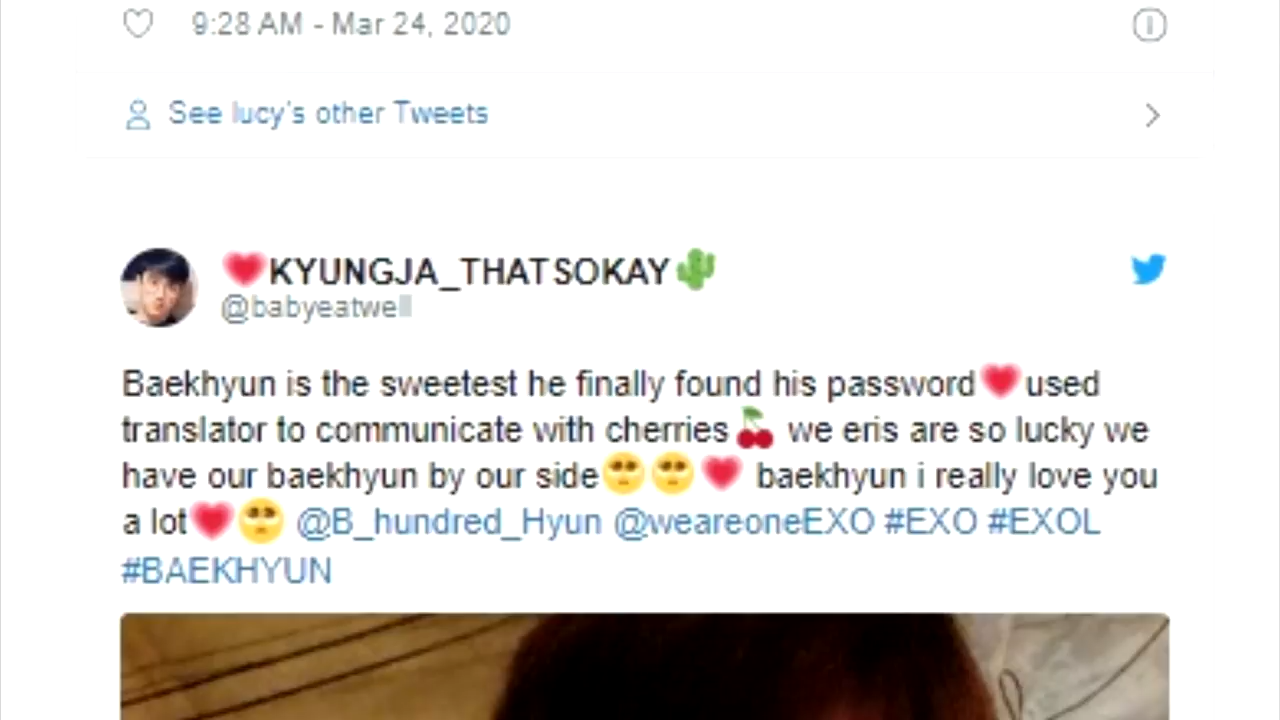 9:28 AM - Mar 24, 2020
See lucy's other Tweets
❤KYUNGJA_THATSOKAY🌵
@babyeatwell
Baekhyun is the sweetest he finally found his password❤used
translator to communicate with cherries🍒 we eris are so lucky we
have our baekhyun by our side🥺🥺❤ baekhyun i really love you
a lot❤🥺 @B_hundred_Hyun @weareoneEXO #EXO #EXOL
#BAEKHYUN